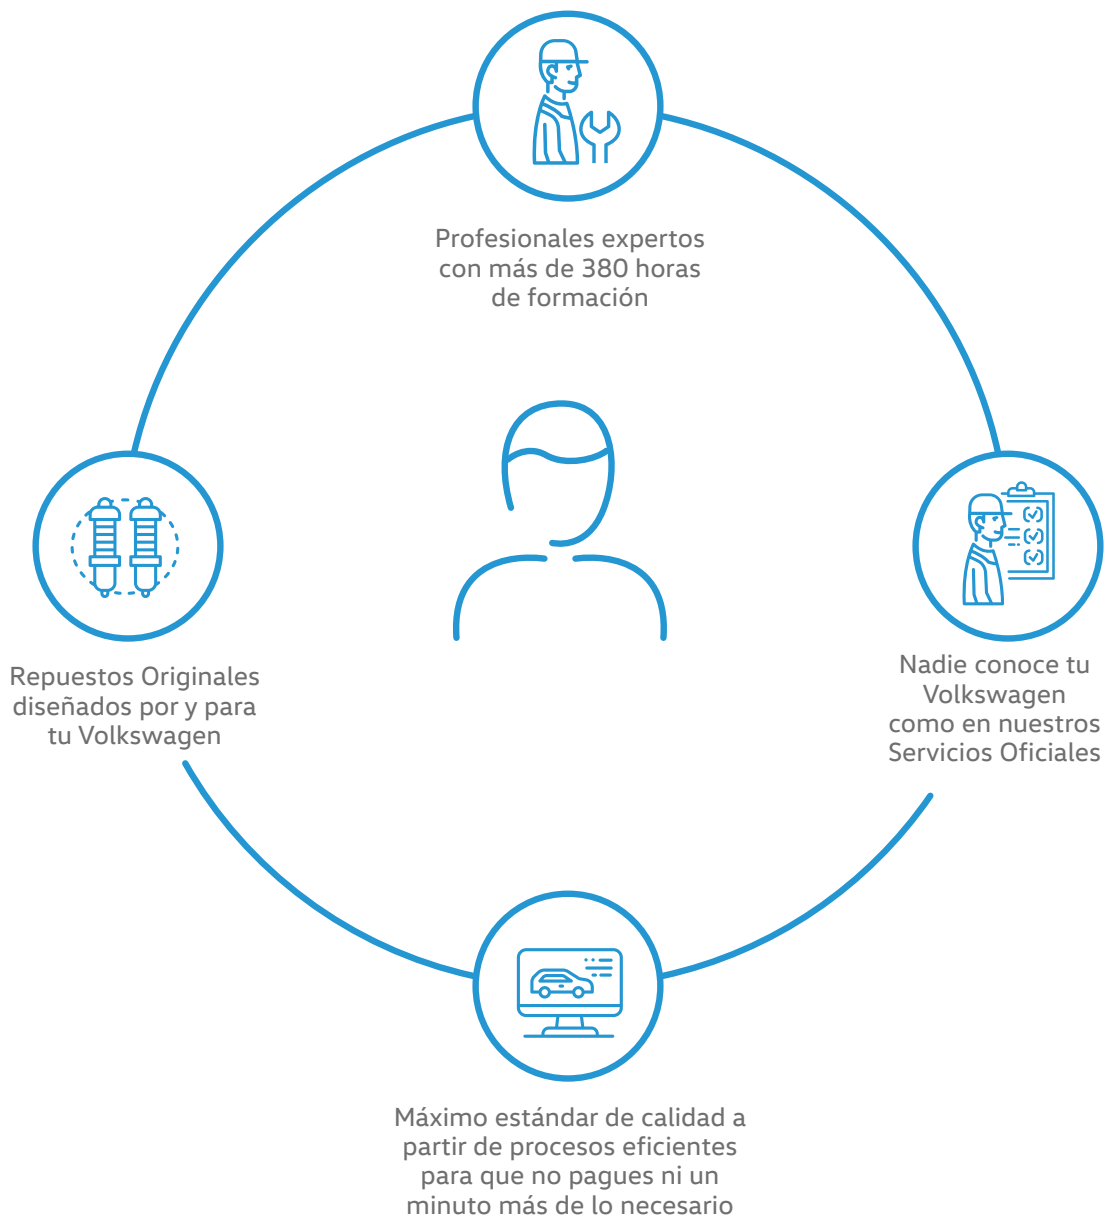 Profesionales expertos
con más de 380 horas
de formación
Repuestos Originales
diseñados por y para
tu Volkswagen
Nadie conoce tu
Volkswagen
como en nuestros
Servicios Oficiales
Máximo estándar de calidad a
partir de procesos eficientes
para que no pagues ni un
minuto más de lo necesario